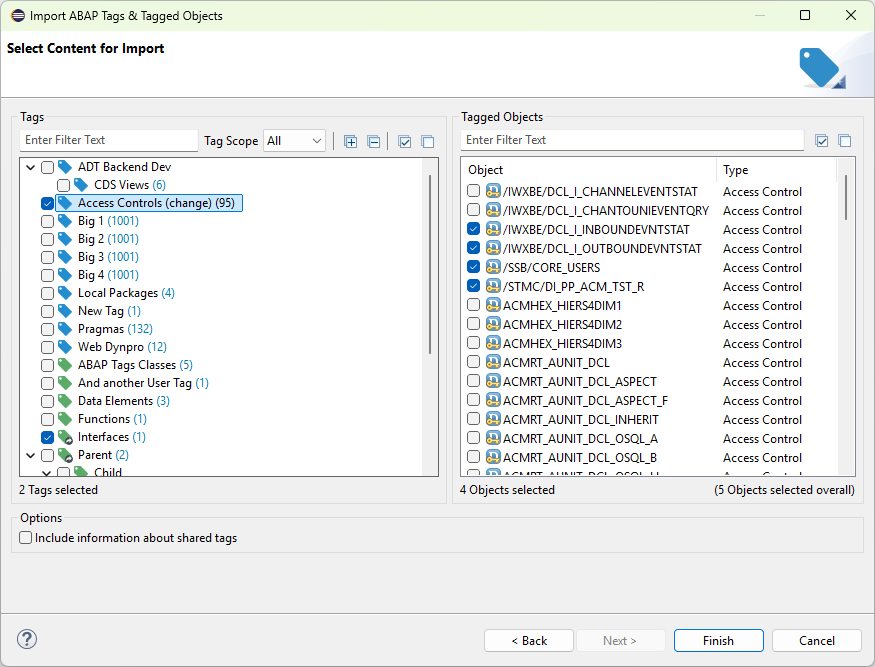 Import ABAP Tags & Tagged Objects
Select Content for Import
Tags
Enter Filter Text
Tag Scope
All
ADT Backend Dev
CDS Views (6)
Access Controls (change) (95)
Big 1 (1001)
Big 2 (1001)
Big 3 (1001)
Big 4 (1001)
Local Packages (4)
New Tag (1)
Pragmas (132)
Web Dynpro (12)
ABAP Tags Classes (5)
And another User Tag (1)
Data Elements (3)
Functions (1)
Interfaces (1)
Parent (2)
Child
2 Tags selected
Tagged Objects
Enter Filter Text
Object Type
/IWXBE/DCL_I_CHANNELEVENTSTAT Access Control
/IWXBE/DCL_I_CHANTOUNIEVENTQRY Access Control
/IWXBE/DCL_I_INBOUNDEVNTSTAT Access Control
/IWXBE/DCL_I_OUTBOUNDEVNTSTAT Access Control
/SSB/CORE_USERS Access Control
/STMC/DI_PP_ACM_TST_R Access Control
ACMHEX_HIERS4DIM1 Access Control
ACMHEX_HIERS4DIM2 Access Control
ACMHEX_HIERS4DIM3 Access Control
ACMRT_AUNIT_DCL Access Control
ACMRT_AUNIT_DCL_ASPECT Access Control
ACMRT_AUNIT_DCL_ASPECT_F Access Control
ACMRT_AUNIT_DCL_INHERIT Access Control
ACMRT_AUNIT_DCL_OSQL_A Access Control
ACMRT_AUNIT_DCL_OSQL_B Access Control
4 Objects selected
(5 Objects selected overall)
Options
Include information about shared tags
?
< Back
Next >
Finish
Cancel